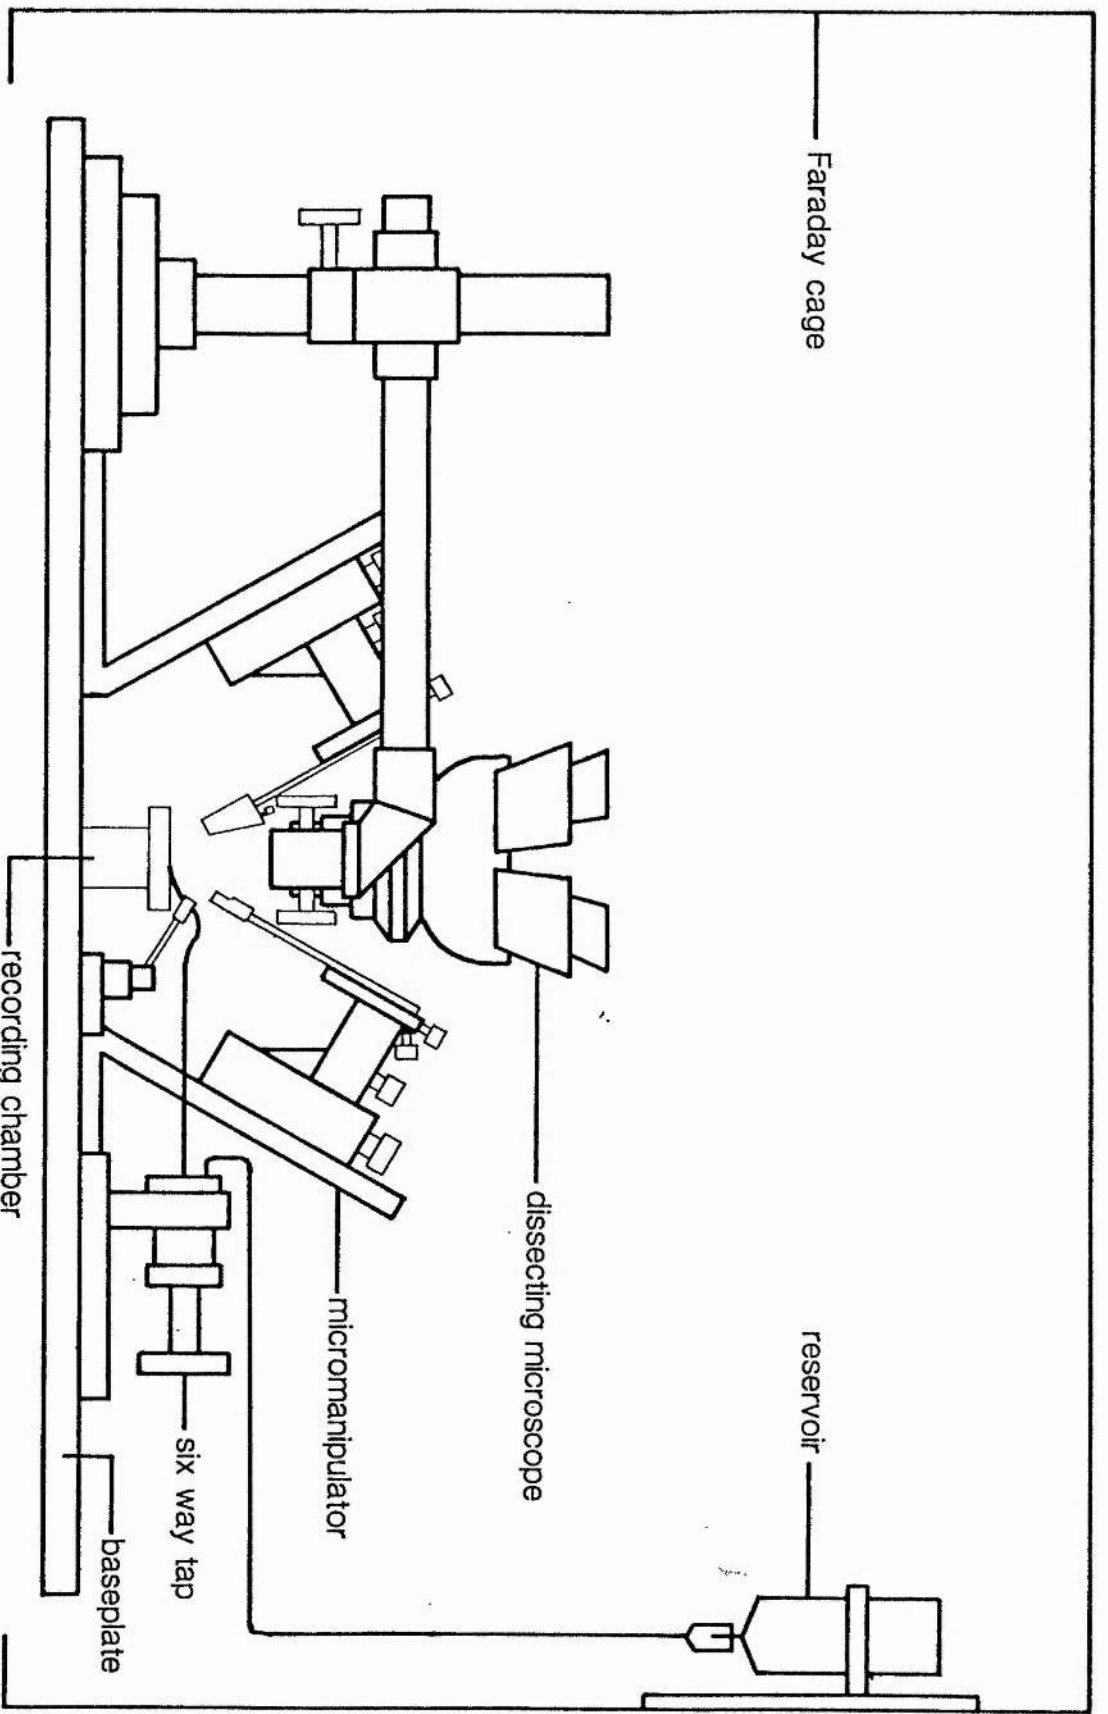 Faraday cage
reservoir
dissecting microscope
micromanipulator
six way tap
baseplate
recording chamber